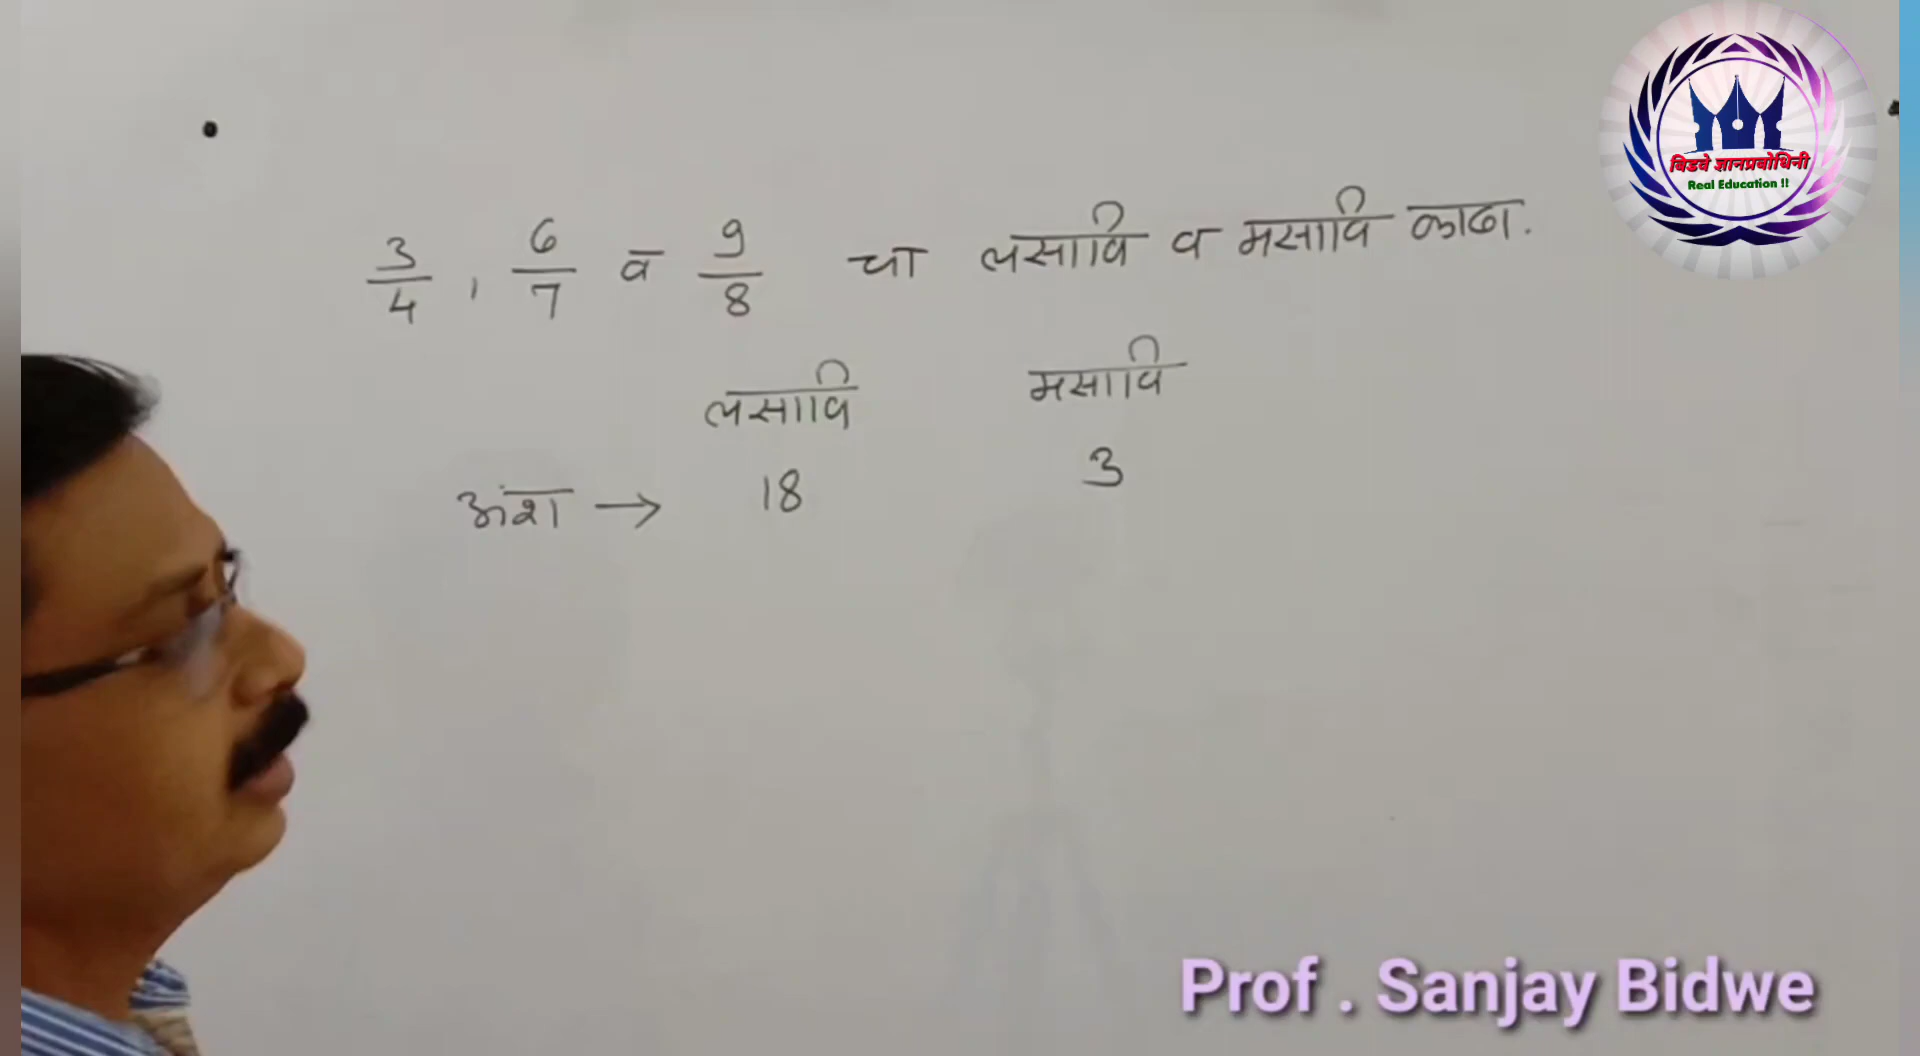 बिडवे ज्ञानप्रबोधिनी
Real Education !!
3/4 , 6/7 व 9/8 चा लसावि व मसावि काढा.
लसावि मसावि
अंश → 18 3
Prof . Sanjay Bidwe